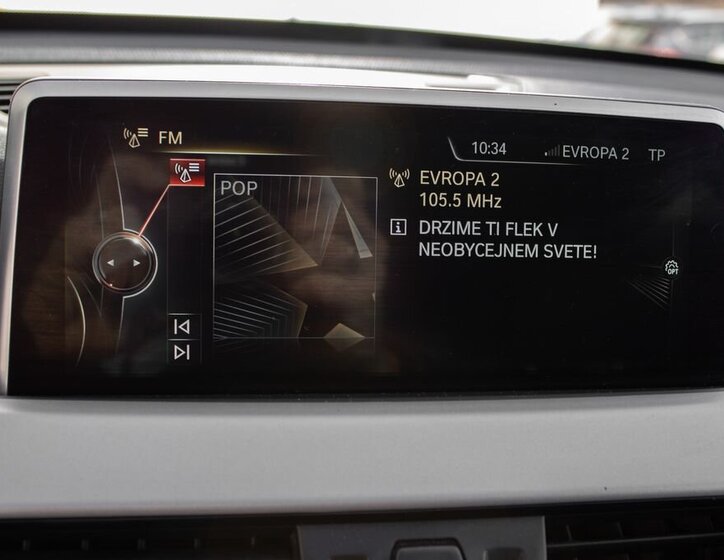 FM
10:34
EVROPA 2
TP
POP
EVROPA 2
105.5 MHz
DRZIME TI FLEK V
NEOBYCEJNEM SVETE!
OPT